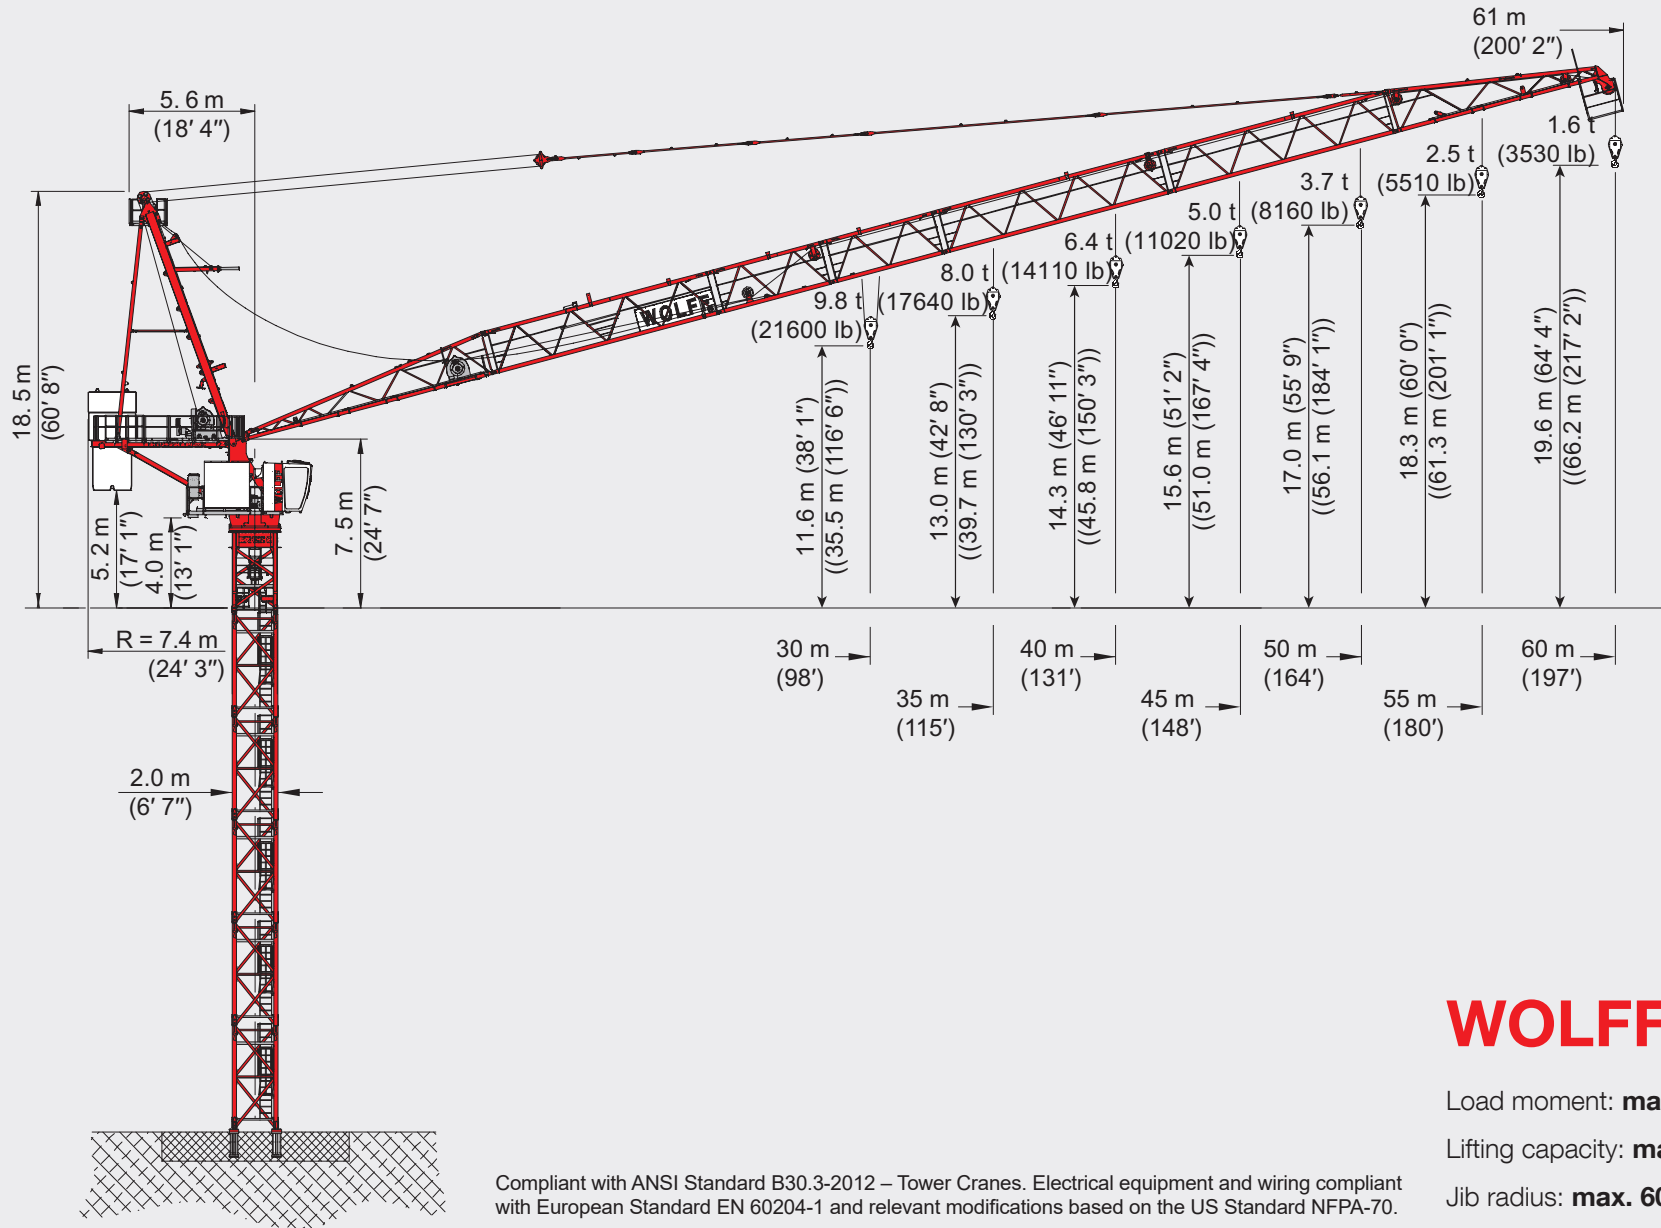 61 m
(200′ 2″)
5. 6 m
(18′ 4″)
1.6 t
(3530 lb)
2.5 t
(5510 lb)
3.7 t
(8160 lb)
5.0 t
(11020 lb)
6.4 t
(14110 lb)
8.0 t
(17640 lb)
9.8 t
(21600 lb)
WOLFF
18. 5 m
(60′ 8″)
5. 2 m
(17′ 1″)
4.0 m
(13′ 1″)
7. 5 m
(24′ 7″)
11.6 m (38′ 1″)
((35.5 m (116′ 6″))
13.0 m (42′ 8″)
((39.7 m (130′ 3″))
14.3 m (46′ 11″)
((45.8 m (150′ 3″))
15.6 m (51′ 2″)
((51.0 m (167′ 4″))
17.0 m (55′ 9″)
((56.1 m (184′ 1″))
18.3 m (60′ 0″)
((61.3 m (201′ 1″))
19.6 m (64′ 4″)
((66.2 m (217′ 2″))
R = 7.4 m
(24′ 3″)
30 m
(98′)
35 m
(115′)
40 m
(131′)
45 m
(148′)
50 m
(164′)
55 m
(180′)
60 m
(197′)
2.0 m
(6′ 7″)
WOLFF
Load moment: ma
Lifting capacity: ma
Jib radius: max. 60
Compliant with ANSI Standard B30.3-2012 – Tower Cranes. Electrical equipment and wiring compliant
with European Standard EN 60204-1 and relevant modifications based on the US Standard NFPA-70.